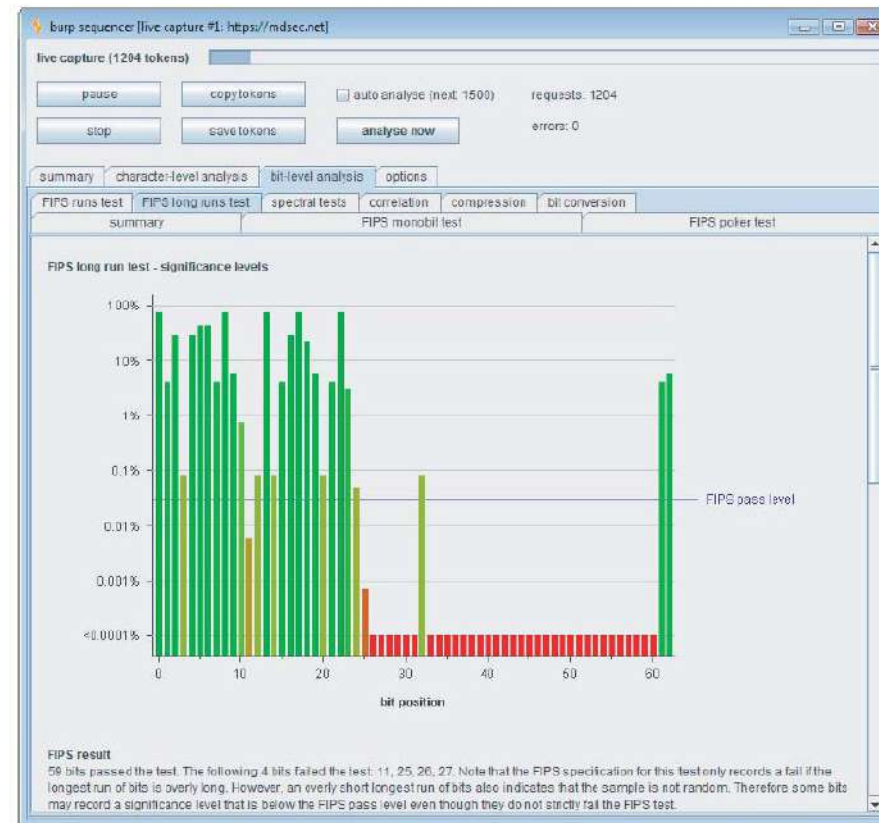 burp sequencer [live capture #1: https://mdsec.net]
live capture (1204 tokens)
pause copy tokens auto analyse (next: 1500) requests: 1204
stop save tokens analyse now errors: 0
summary character-level analysis bit-level analysis options
FIPS runs test FIPS long runs test spectral tests correlation compression bit conversion
summary FIPS monobit test FIPS poker test
FIPS long run test - significance levels
100%
10%
1%
0.1%
FIPS pass level
0.01%
0.001%
<0.0001%
0 10 20 30 40 50 60
bit position
FIPS result
59 bits passed the test. The following 4 bits failed the test: 11, 25, 26, 27. Note that the FIPS specification for this test only records a fail if the
longest run of bits is overly long. However, an overly short longest run of bits also indicates that the sample is not random. Therefore some bits
may record a significance level that is below the FIPS pass level even though they do not strictly fail the FIPS test.